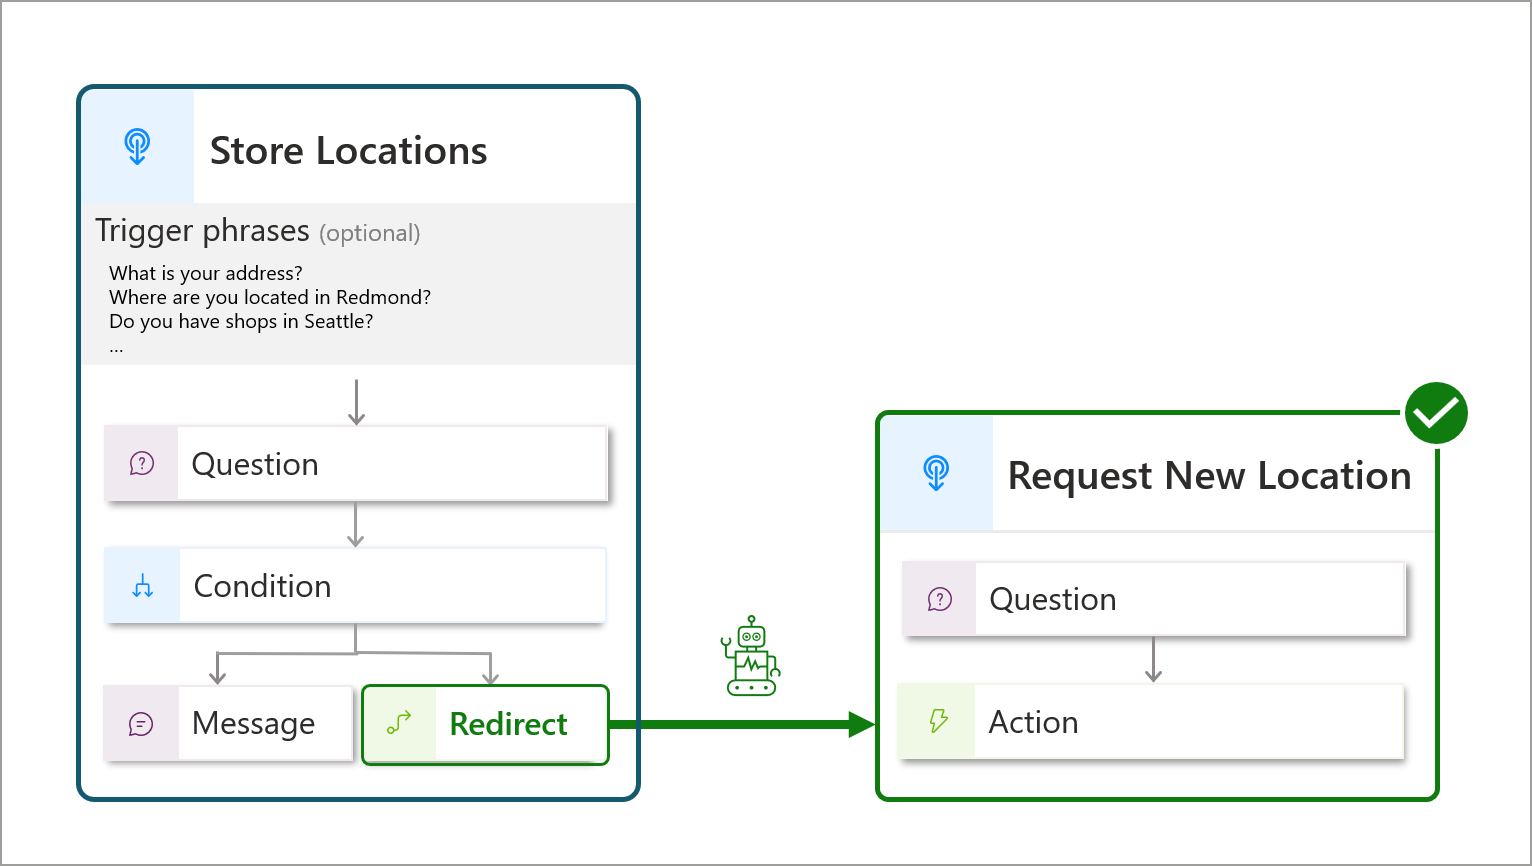 Store Locations
Trigger phrases (optional)
What is your address?
Where are you located in Redmond?
Do you have shops in Seattle?
...
Question
Condition
Message
Redirect
Request New Location
Question
Action